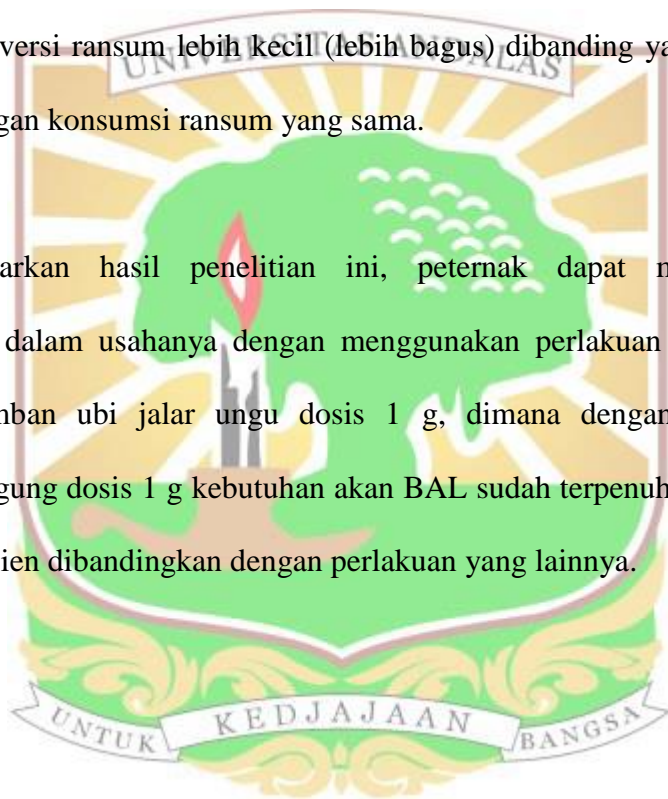 UNIVERSITAS ANDALAS
versi ransum lebih kecil (lebih bagus) dibanding ya
gan konsumsi ransum yang sama.
arkan hasil penelitian ini, peternak dapat m
dalam usahanya dengan menggunakan perlakuan
nban ubi jalar ungu dosis 1 g, dimana dengan
gung dosis 1 g kebutuhan akan BAL sudah terpenuh
ien dibandingkan dengan perlakuan yang lainnya.
UNTUK KEDJAJAAN BANGSA